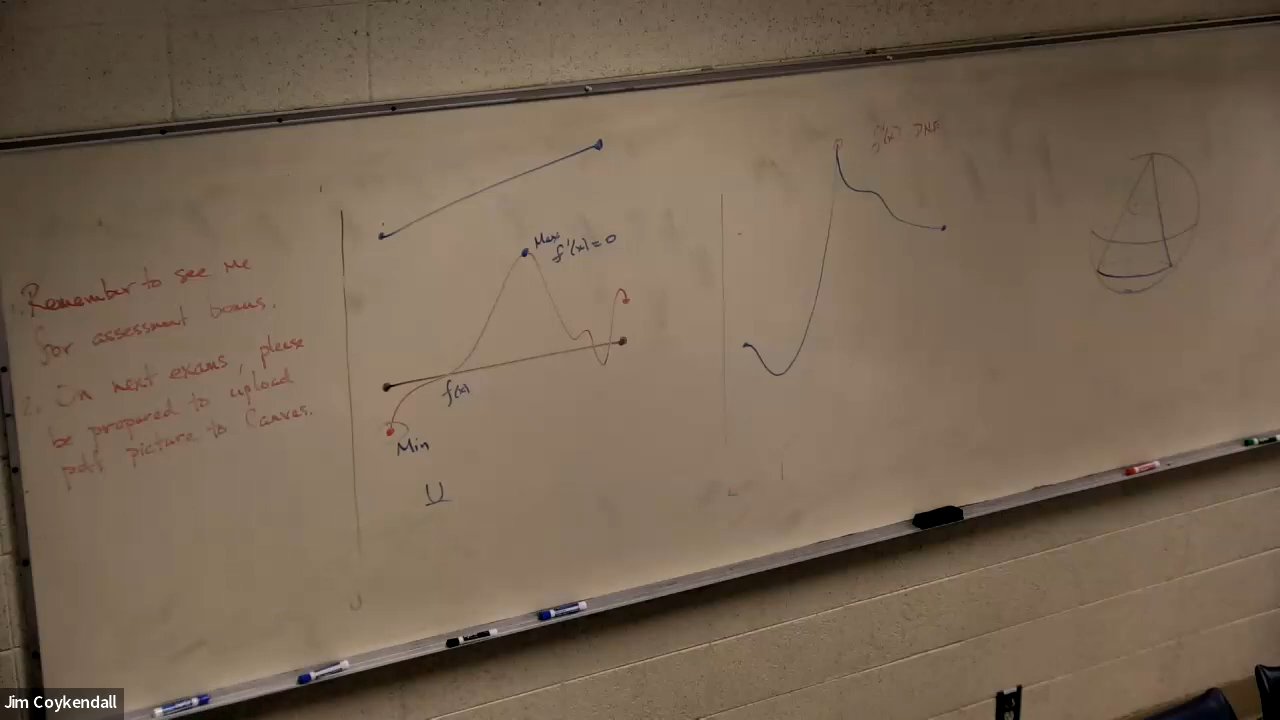 1. Remember to see me
for assessment bonus.
2. On next exams, please
be prepared to upload
pdf picture to Canvas.
Max
f'(x)=0
f(x)
Min
U
f'(x) DNE
Jim Coykendall